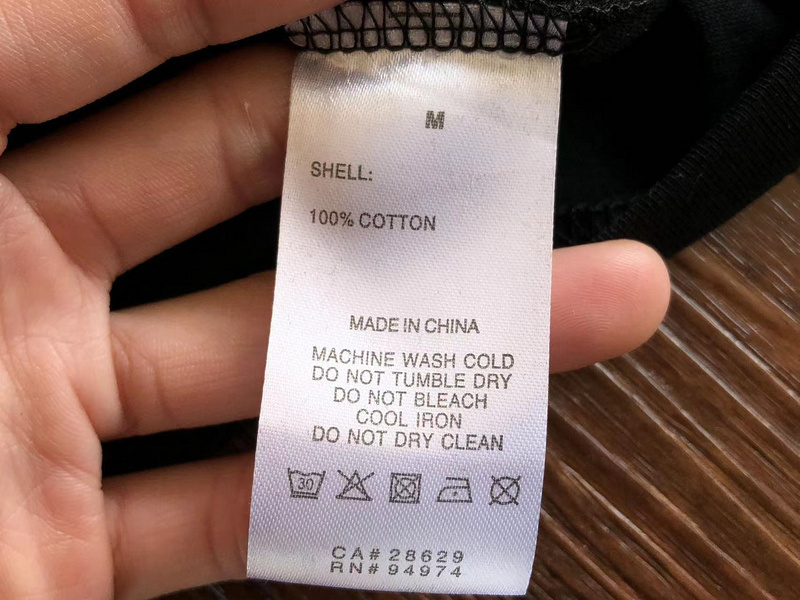 M
SHELL:
100% COTTON
MADE IN CHINA
MACHINE WASH COLD
DO NOT TUMBLE DRY
DO NOT BLEACH
COOL IRON
DO NOT DRY CLEAN
30
CA# 28629
RN# 94974